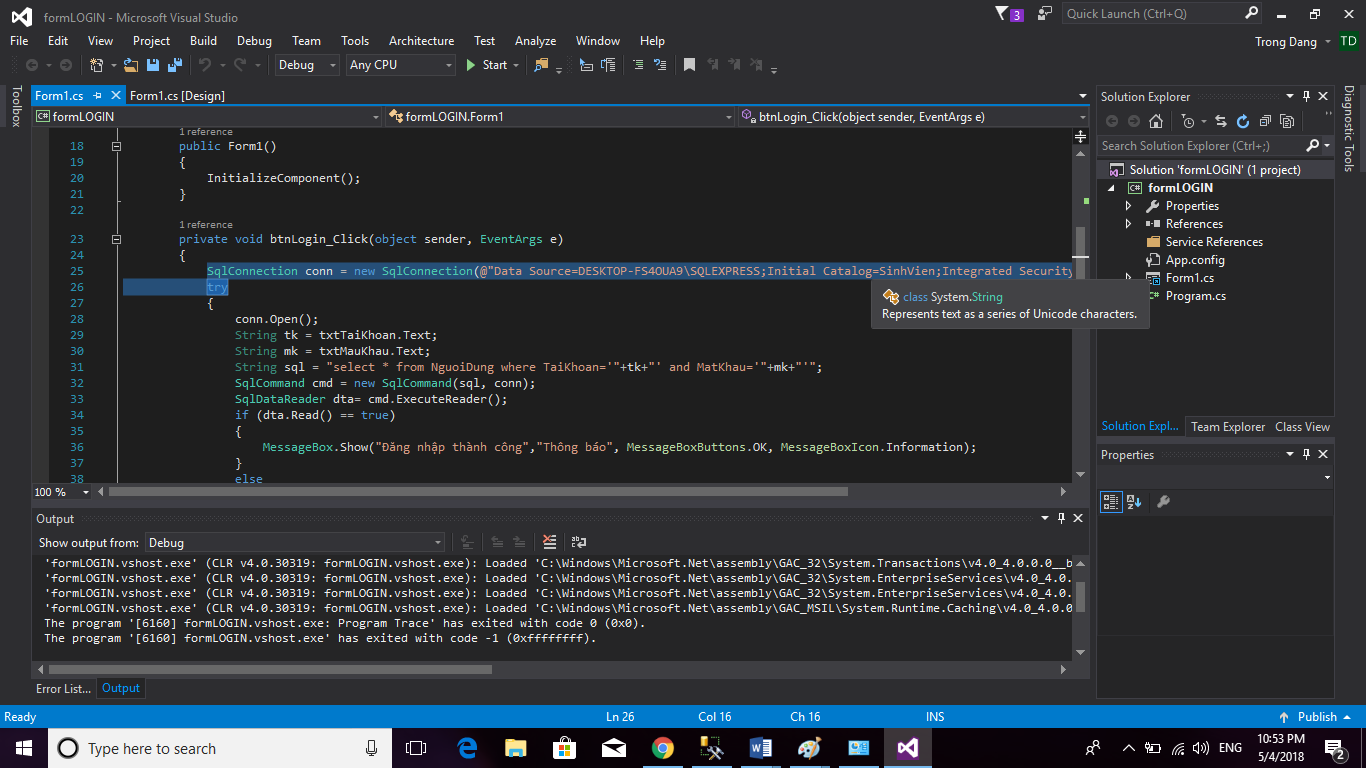 formLOGIN - Microsoft Visual Studio
3
Quick Launch (Ctrl+Q)
File Edit View Project Build Debug Team Tools Architecture Test Analyze Window Help
Trong Dang TD
Debug Any CPU Start
Toolbox
Form1.cs Form1.cs [Design]
formLOGIN formLOGIN.Form1 btnLogin_Click(object sender, EventArgs e)
1 reference
18 public Form1()
19 {
20 InitializeComponent();
21 }
22
1 reference
23 private void btnLogin_Click(object sender, EventArgs e)
24 {
25 SqlConnection conn = new SqlConnection(@"Data Source=DESKTOP-FS4OUA9\SQLEXPRESS;Initial Catalog=SinhVien;Integrated Security
26 try
class System.String
Represents text as a series of Unicode characters.
27 {
28 conn.Open();
29 String tk = txtTaiKhoan.Text;
30 String mk = txtMauKhau.Text;
31 String sql = "select * from NguoiDung where TaiKhoan='"+tk+"' and MatKhau='"+mk+"'";
32 SqlCommand cmd = new SqlCommand(sql, conn);
33 SqlDataReader dta= cmd.ExecuteReader();
34 if (dta.Read() == true)
35 {
36 MessageBox.Show("Đăng nhập thành công","Thông báo", MessageBoxButtons.OK, MessageBoxIcon.Information);
37 }
38 else
100 %
Output
Show output from: Debug
'formLOGIN.vshost.exe' (CLR v4.0.30319: formLOGIN.vshost.exe): Loaded 'C:\Windows\Microsoft.Net\assembly\GAC_32\System.Transactions\v4.0_4.0.0.0__b
'formLOGIN.vshost.exe' (CLR v4.0.30319: formLOGIN.vshost.exe): Loaded 'C:\Windows\Microsoft.Net\assembly\GAC_32\System.EnterpriseServices\v4.0_4.0.
'formLOGIN.vshost.exe' (CLR v4.0.30319: formLOGIN.vshost.exe): Loaded 'C:\Windows\Microsoft.Net\assembly\GAC_32\System.EnterpriseServices\v4.0_4.0.
'formLOGIN.vshost.exe' (CLR v4.0.30319: formLOGIN.vshost.exe): Loaded 'C:\Windows\Microsoft.Net\assembly\GAC_MSIL\System.Runtime.Caching\v4.0_4.0.0
The program '[6160] formLOGIN.vshost.exe: Program Trace' has exited with code 0 (0x0).
The program '[6160] formLOGIN.vshost.exe' has exited with code -1 (0xffffffff).
Error List... Output
Solution Explorer
Search Solution Explorer (Ctrl+;)
Solution 'formLOGIN' (1 project)
formLOGIN
Properties
References
Service References
App.config
Form1.cs
Program.cs
Solution Expl... Team Explorer Class View
Properties
Diagnostic Tools
Ready Ln 26 Col 16 Ch 16 INS Publish
Type here to search
ENG
10:53 PM
5/4/2018
2